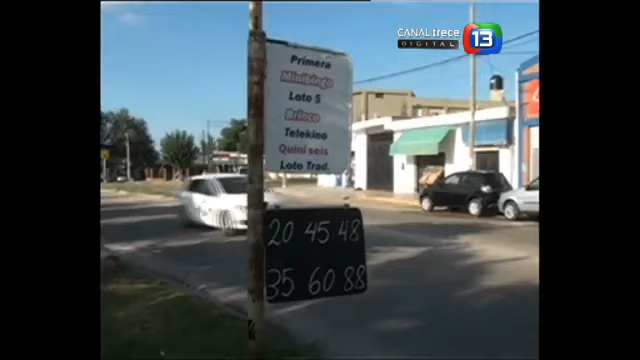 CANAL trece
DIGITAL
13
Primera
Minibingo
Loto 5
Brinco
Telekino
Quini seis
Loto Trad.
20 45 48
35 60 88